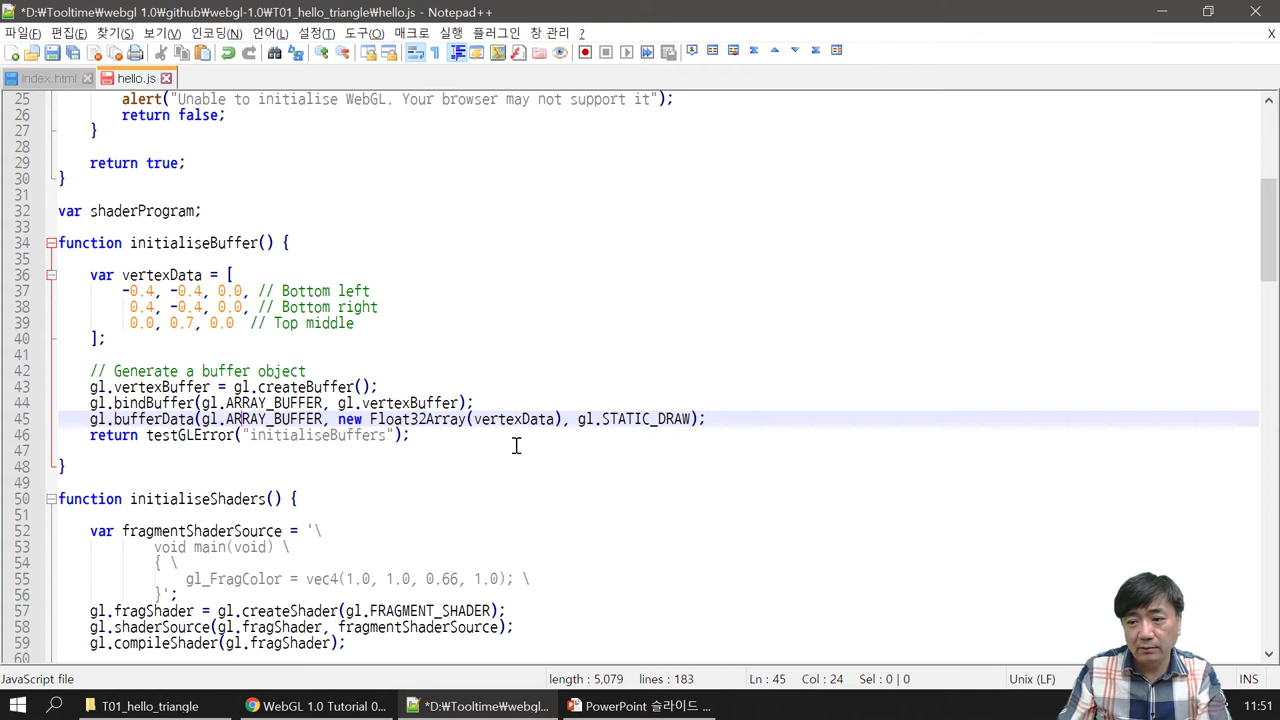 *D:₩Tooltime₩webgl 1.0₩github₩webgl-1.0₩T01_hello_triangle₩hello.js - Notepad++
파일(F) 편집(E) 찾기(S) 보기(V) 인코딩(N) 언어(L) 설정(T) 도구(O) 매크로 실행 플러그인 창 관리 ? X
index.html hello.js
25 alert("Unable to initialise WebGL. Your browser may not support it");
26 return false;
27 }
28
29 return true;
30 }
31
32 var shaderProgram;
33
34 function initialiseBuffer() {
35
36 var vertexData = [
37 -0.4, -0.4, 0.0, // Bottom left
38 0.4, -0.4, 0.0, // Bottom right
39 0.0, 0.7, 0.0 // Top middle
40 ];
41
42 // Generate a buffer object
43 gl.vertexBuffer = gl.createBuffer();
44 gl.bindBuffer(gl.ARRAY_BUFFER, gl.vertexBuffer);
45 gl.bufferData(gl.ARRAY_BUFFER, new Float32Array(vertexData), gl.STATIC_DRAW);
46 return testGLError("initialiseBuffers");
47
48 }
49
50 function initialiseShaders() {
51
52 var fragmentShaderSource = '\
53 void main(void) \
54 { \
55 gl_FragColor = vec4(1.0, 1.0, 0.66, 1.0); \
56 }';
57 gl.fragShader = gl.createShader(gl.FRAGMENT_SHADER);
58 gl.shaderSource(gl.fragShader, fragmentShaderSource);
59 gl.compileShader(gl.fragShader);
60
JavaScript file length : 5,079 lines : 183 Ln : 45 Col : 24 Sel : 0 | 0 Unix (LF) UTF-8 INS
T01_hello_triangle WebGL 1.0 Tutorial 0... *D:₩Tooltime₩webgl... PowerPoint 슬라이드 ... 11:51